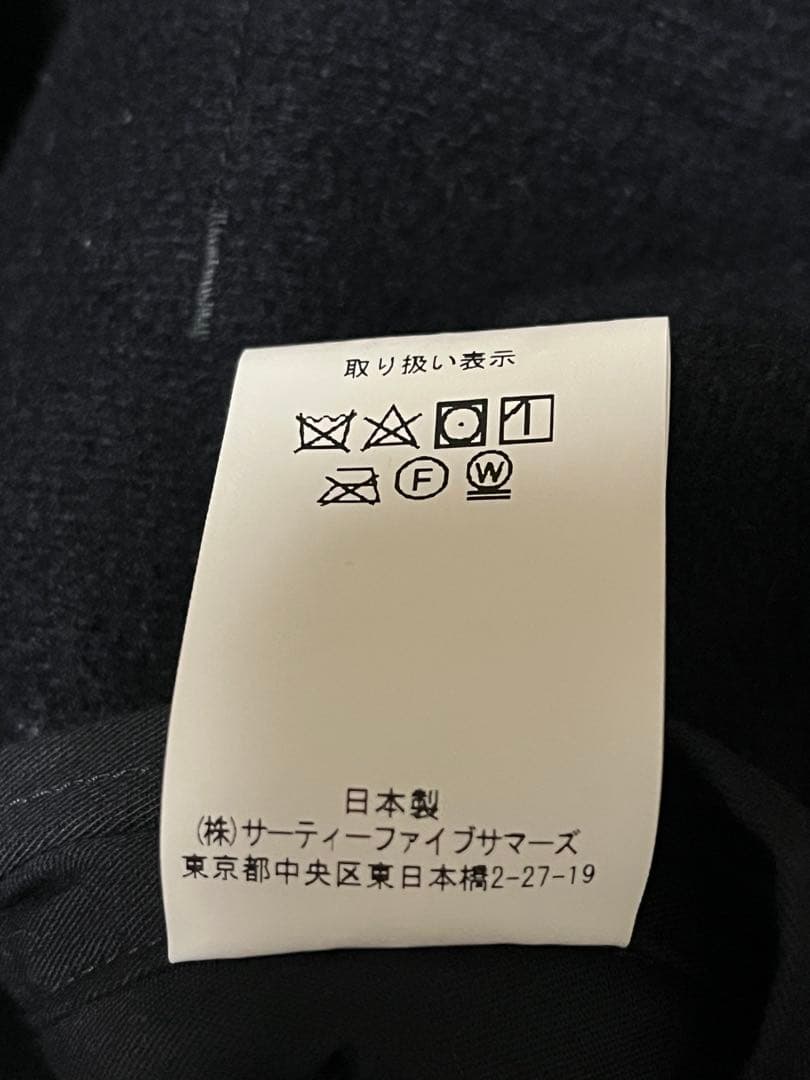 取り扱い表示
F W
日本製
(株)サーティーファイブサマーズ
東京都中央区東日本橋2-27-19